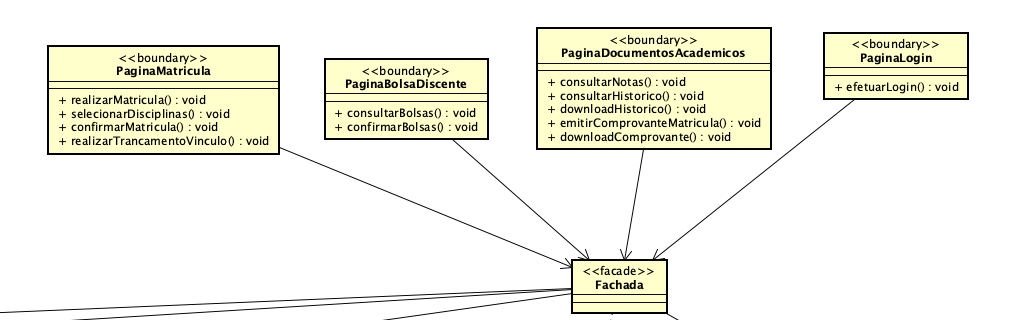 <<boundary>>
PaginaMatricula
+ realizarMatricula() : void
+ selecionarDisciplinas() : void
+ confirmarMatricula() : void
+ realizarTrancamentoVinculo() : void
<<boundary>>
PaginaBolsaDiscente
+ consultarBolsas() : void
+ confirmarBolsas() : void
<<boundary>>
PaginaDocumentosAcademicos
+ consultarNotas() : void
+ consultarHistorico() : void
+ downloadHistorico() : void
+ emitirComprovanteMatricula() : void
+ downloadComprovante() : void
<<boundary>>
PaginaLogin
+ efetuarLogin() : void
<<facade>>
Fachada